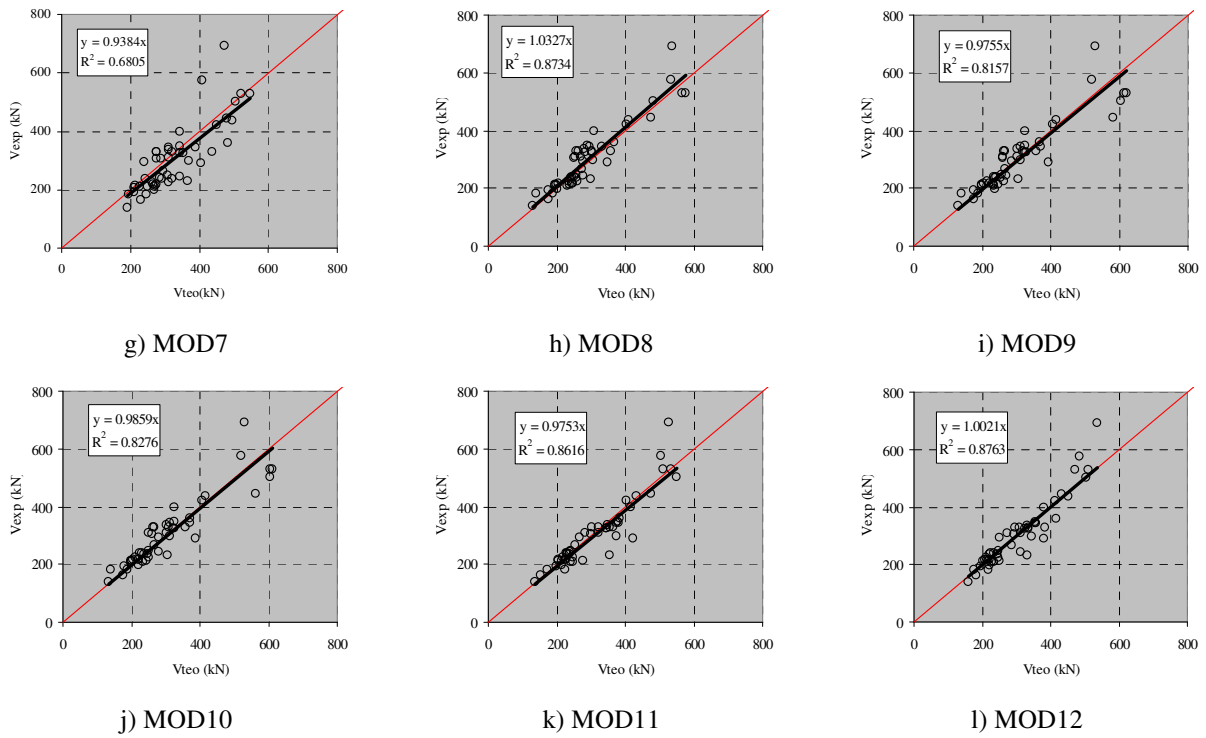 800
y = 0.9384x
R² = 0.6805
600
Vexp (kN)
400
200
0
0 200 400 600 800
Vteo(kN)
g) MOD7
800
y = 1.0327x
R² = 0.8734
600
Vexp (kN)
400
200
0
0 200 400 600 800
Vteo (kN)
h) MOD8
800
y = 0.9755x
R² = 0.8157
600
Vexp (kN)
400
200
0
0 200 400 600 800
Vteo (kN)
i) MOD9
800
y = 0.9859x
R² = 0.8276
600
Vexp (kN)
400
200
0
0 200 400 600 800
Vteo (kN)
j) MOD10
800
y = 0.9753x
R² = 0.8616
600
Vexp (kN)
400
200
0
0 200 400 600 800
Vteo (kN)
k) MOD11
800
y = 1.0021x
R² = 0.8763
600
Vexp (kN)
400
200
0
0 200 400 600 800
Vteo (kN)
l) MOD12